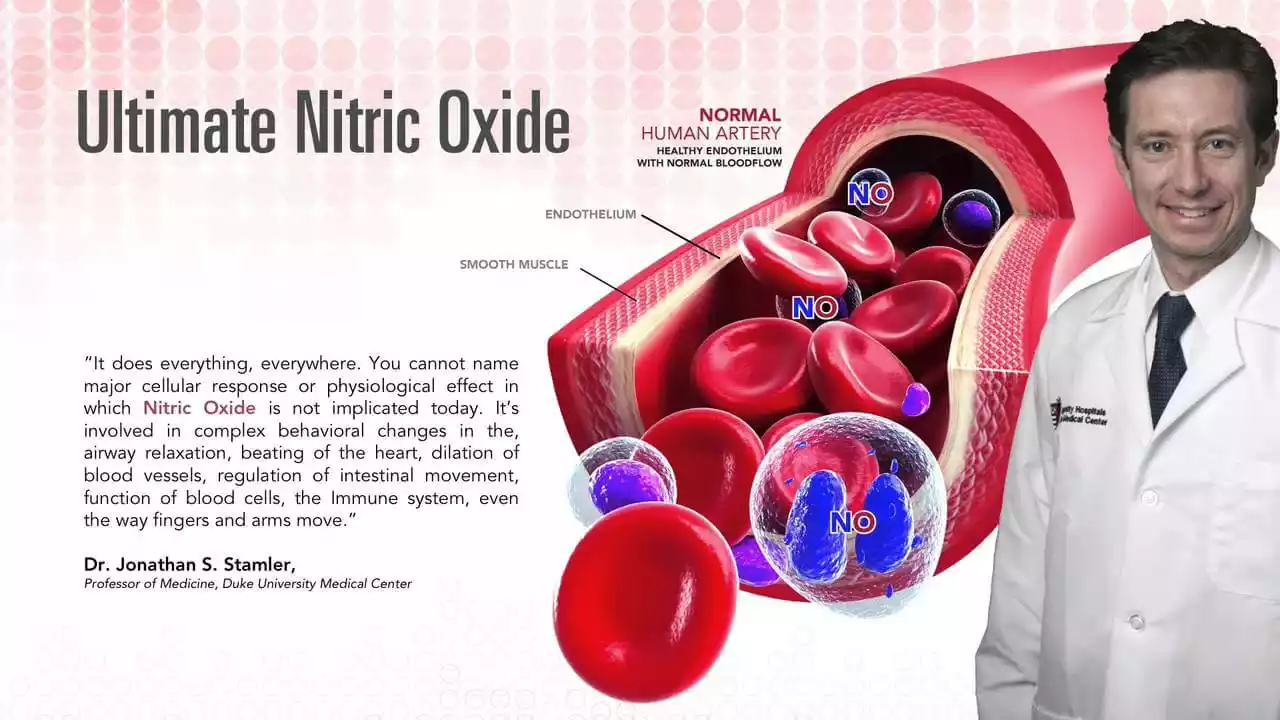 Ultimate Nitric Oxide
NORMAL
HUMAN ARTERY
HEALTHY ENDOTHELIUM
WITH NORMAL BLOODFLOW
NO
ENDOTHELIUM
SMOOTH MUSCLE
NO
“It does everything, everywhere. You cannot name
major cellular response or physiological effect in
which Nitric Oxide is not implicated today. It’s
involved in complex behavioral changes in the,
airway relaxation, beating of the heart, dilation of
blood vessels, regulation of intestinal movement,
function of blood cells, the Immune system, even
the way fingers and arms move.”
NO
Dr. Jonathan S. Stamler,
Professor of Medicine, Duke University Medical Center
Hospitals
Medical Center